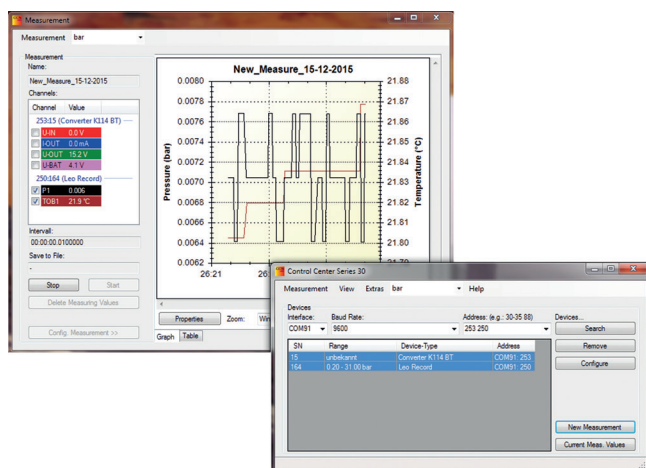 Measurement
Measurement bar
Measurement
Name:
New_Measure_15-12-2015
Channels:
Channel Value
253:15 (Converter K114 BT)
U-IN 0.0 V
I-OUT 0.0 mA
U-OUT 15.2 V
U-BAT 4.1 V
250:164 (Leo Record)
P1 0.006
TOB1 21.9 °C
Intervall:
00:00:00.0100000
Save to File:
-
Stop Start
Delete Measuring Values
Config. Measurement >>
New_Measure_15-12-2015
Pressure (bar)
0.0080
0.0078
0.0076
0.0074
0.0072
0.0070
0.0068
0.0066
0.0064
0.0062
21.88
21.87
21.86
21.85
21.84
21.83
21.82
21.81
21.80
21.79
Temperature (°C)
26:21
Properties Zoom:
Graph Table
Control Center Series 30
Measurement View Extras bar Help
Devices
Interface: Baud Rate: Address: (e.g.: 30-35 88) Devices...
COM91 9600 253 250 Search
SN Range Device-Type Address Remove
15 unbekannt Converter K114 BT COM91: 253
164 0.20 - 31.00 bar Leo Record COM91: 250
Configure
New Measurement
Current Meas. Values